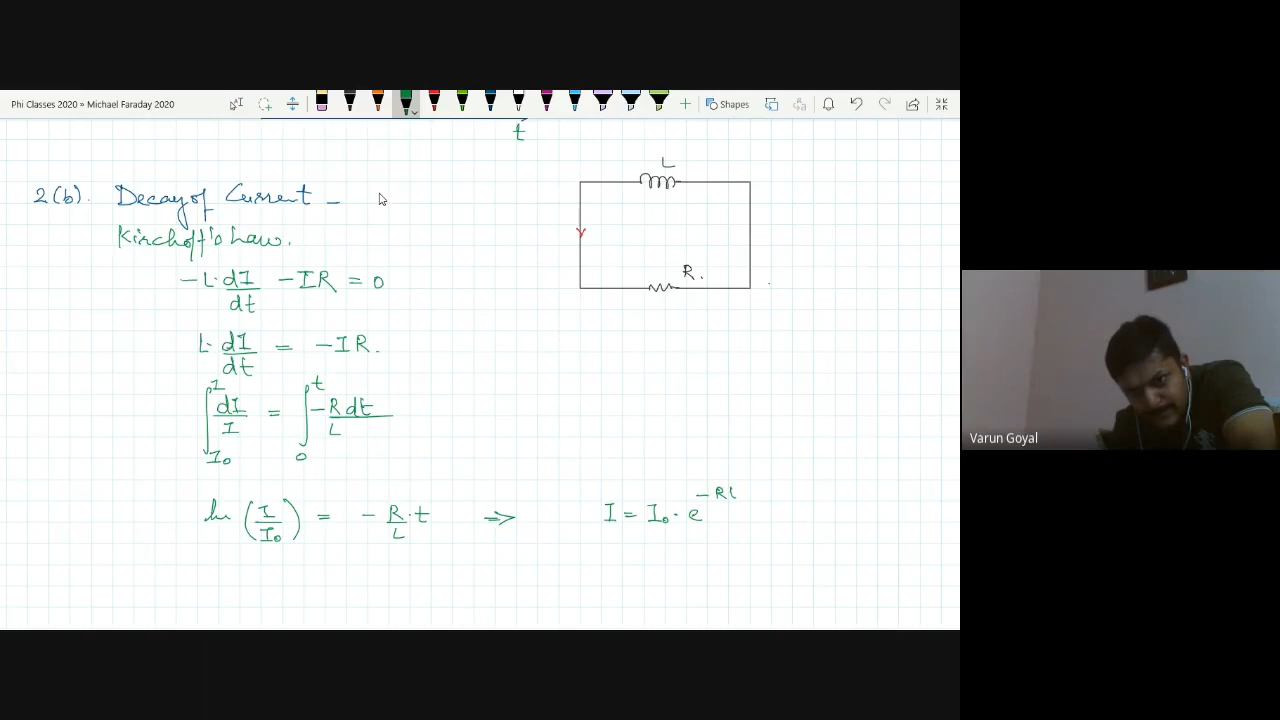 Phi Classes 2020 » Michael Faraday 2020
Shapes
t
L
2(b). Decay of Current -
Kirchoff's Law.
R.
-L·dI/dt - IR = 0
L·dI/dt = -IR.
∫_{I₀}^{I} dI/I = ∫_{0}^{t} -R dt/L
ln (I/I₀) = -R/L·t ⇒ I = I₀·e^{-Rt
Varun Goyal